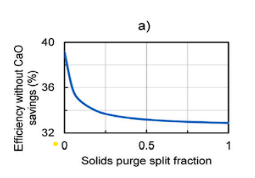 a)
Efficiency without CaO
savings (%)
40
36
32
0
0.5
1
Solids purge split fraction